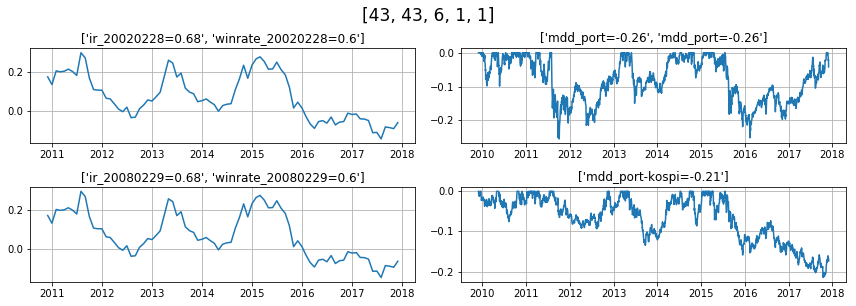 [43, 43, 6, 1, 1]
['ir_20020228=0.68', 'winrate_20020228=0.6']
0.2
0.0
2011 2012 2013 2014 2015 2016 2017 2018
['mdd_port=-0.26', 'mdd_port=-0.26']
0.0
−0.1
−0.2
2010 2011 2012 2013 2014 2015 2016 2017 2018
['ir_20080229=0.68', 'winrate_20080229=0.6']
0.2
0.0
2011 2012 2013 2014 2015 2016 2017 2018
['mdd_port-kospi=-0.21']
0.0
−0.1
−0.2
2010 2011 2012 2013 2014 2015 2016 2017 2018